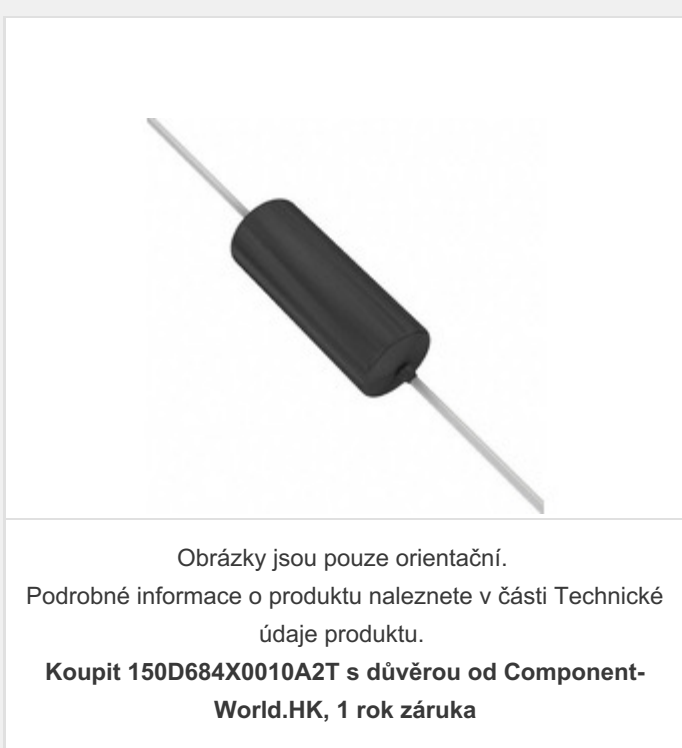 Obrázky jsou pouze orientační.
Podrobné informace o produktu naleznete v části Technické
údaje produktu.
Koupit 150D684X0010A2T s důvěrou od Component-
World.HK, 1 rok záruka